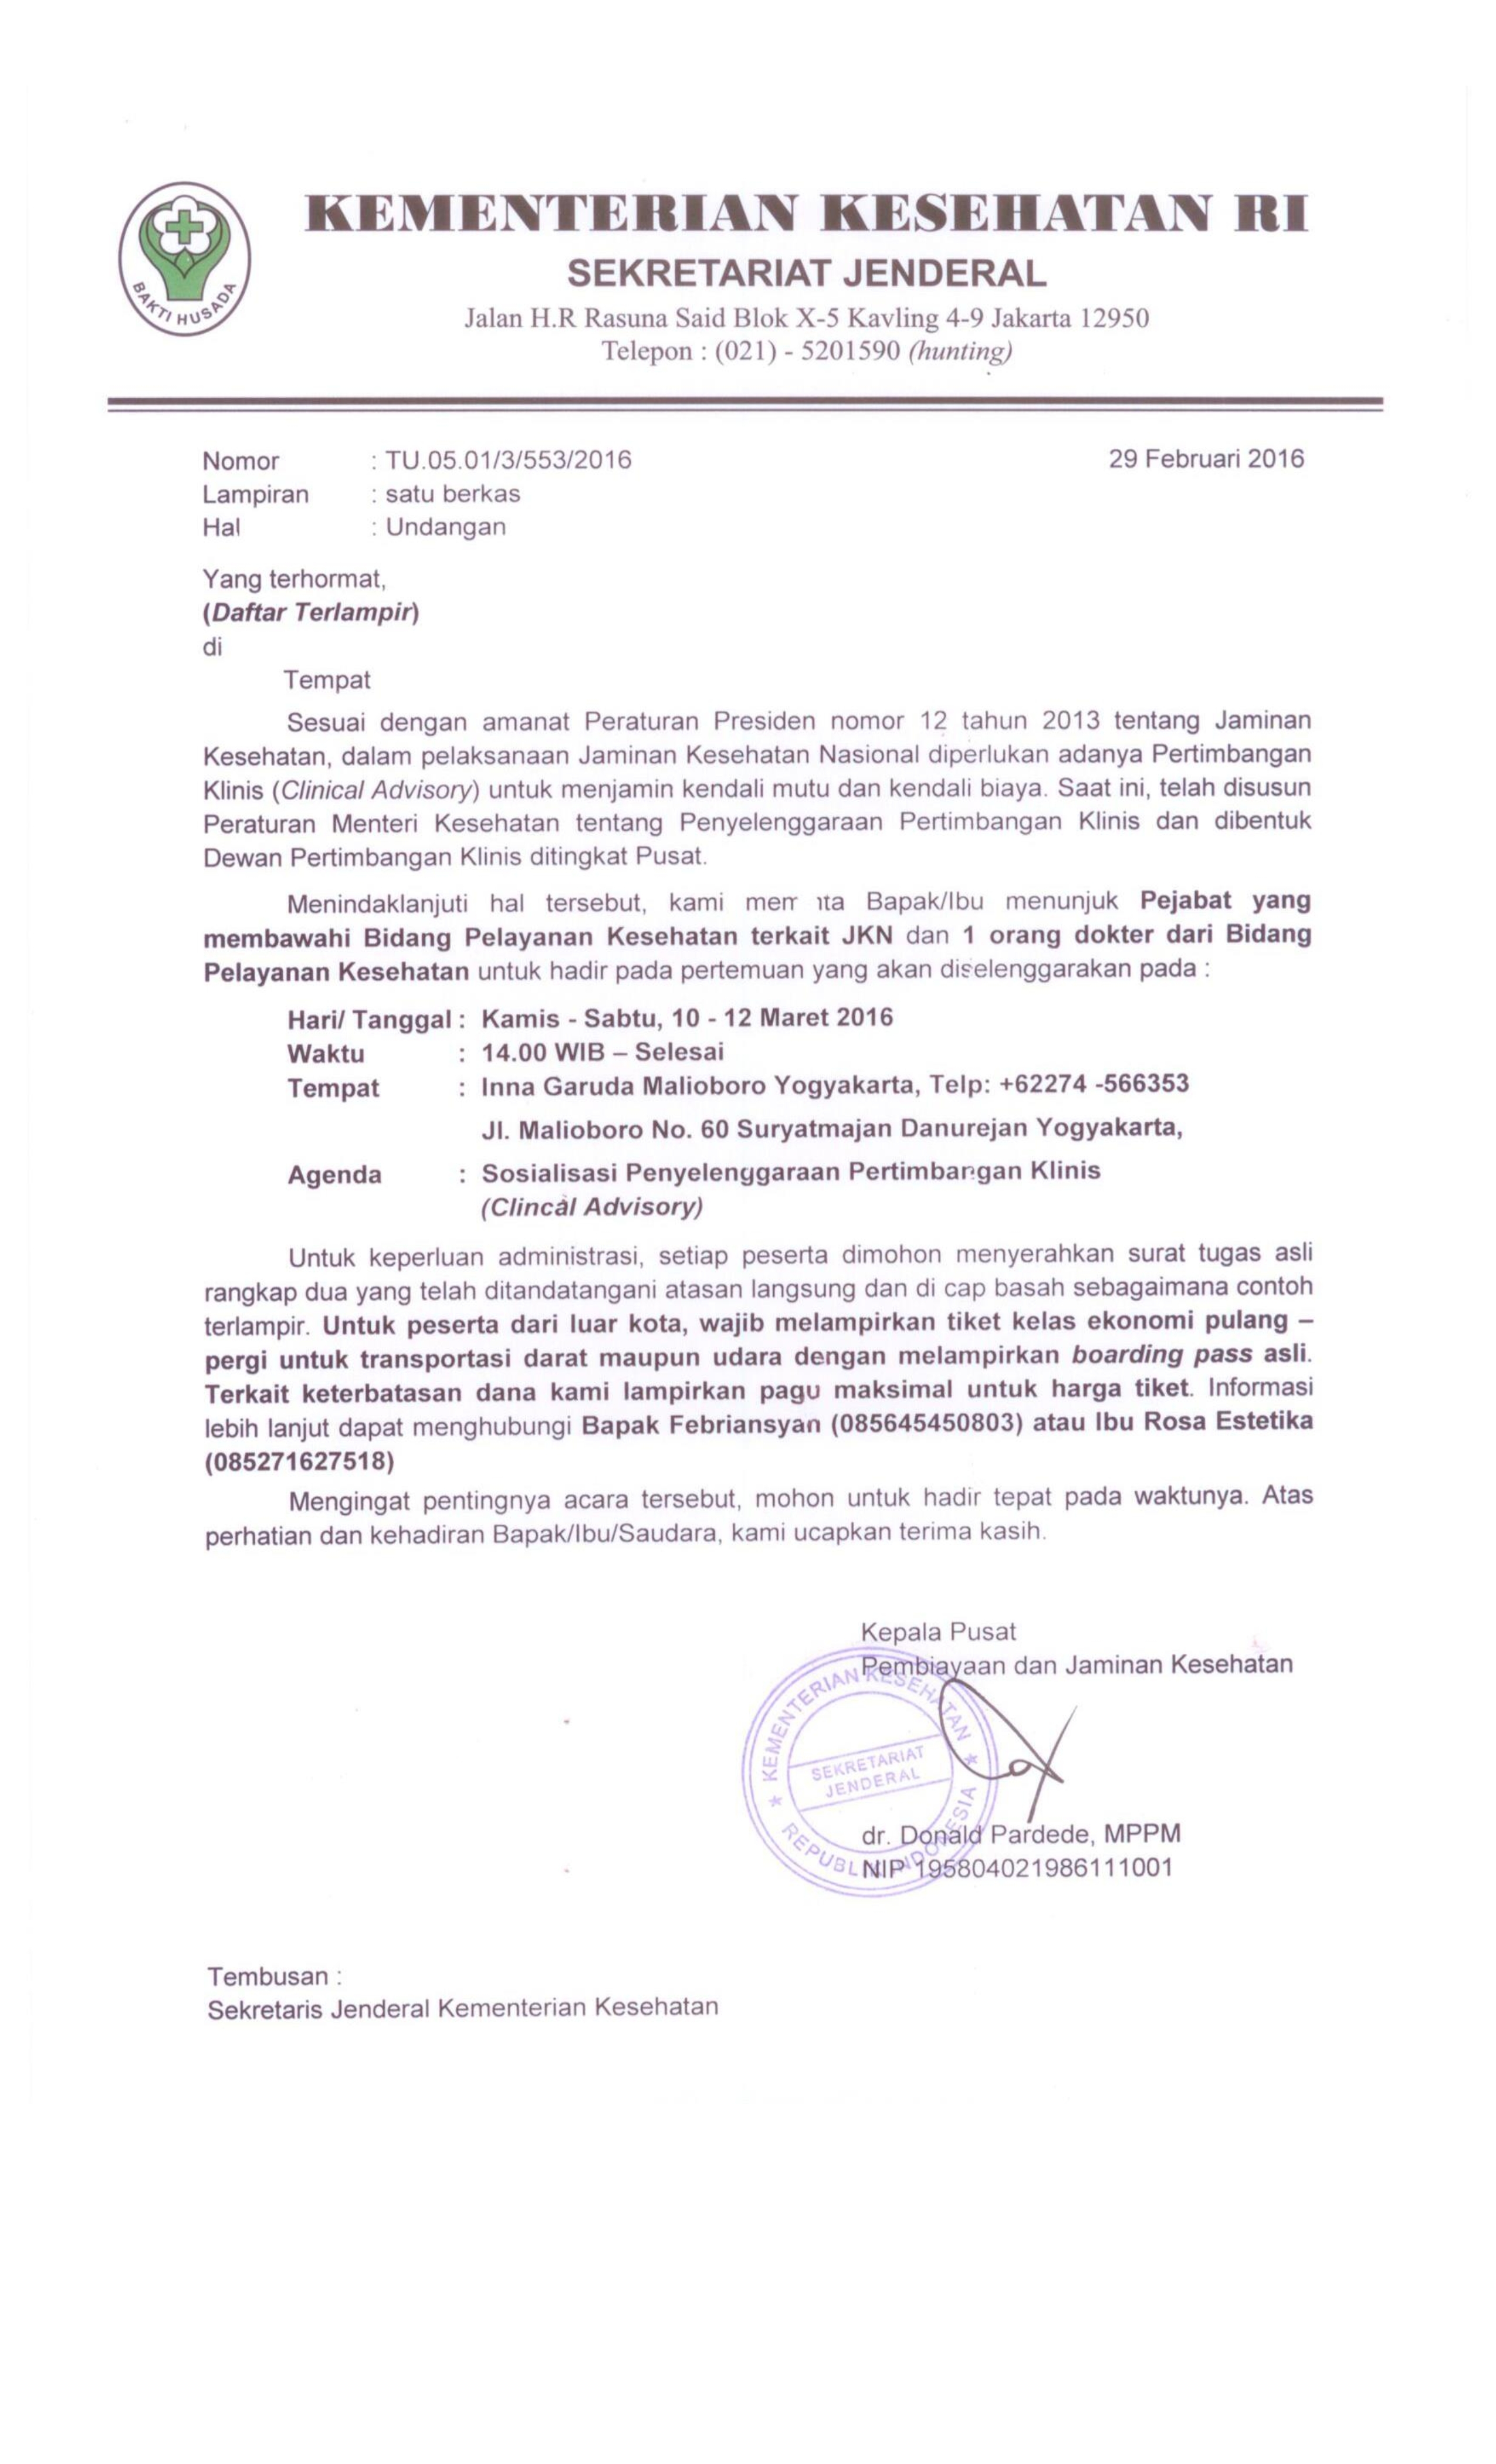 BAKTI HUSADA
KEMENTERIAN KESEHATAN RI
SEKRETARIAT JENDERAL
Jalan H.R Rasuna Said Blok X-5 Kavling 4-9 Jakarta 12950
Telepon : (021) - 5201590 (hunting)
Nomor : TU.05.01/3/553/2016 29 Februari 2016
Lampiran : satu berkas
Hal : Undangan
Yang terhormat,
(Daftar Terlampir)
di
Tempat
Sesuai dengan amanat Peraturan Presiden nomor 12 tahun 2013 tentang Jaminan
Kesehatan, dalam pelaksanaan Jaminan Kesehatan Nasional diperlukan adanya Pertimbangan
Klinis (Clinical Advisory) untuk menjamin kendali mutu dan kendali biaya. Saat ini, telah disusun
Peraturan Menteri Kesehatan tentang Penyelenggaraan Pertimbangan Klinis dan dibentuk
Dewan Pertimbangan Klinis ditingkat Pusat.
Menindaklanjuti hal tersebut, kami Bapak/Ibu menunjuk Pejabat yang
membawahi Bidang Pelayanan Kesehatan terkait JKN dan 1 orang dokter dari Bidang
Pelayanan Kesehatan untuk hadir pada pertemuan yang akan diselenggarakan pada :
Hari/ Tanggal : Kamis - Sabtu, 10 - 12 Maret 2016
Waktu : 14.00 WIB – Selesai
Tempat : Inna Garuda Malioboro Yogyakarta, Telp: +62274 -566353
Jl. Malioboro No. 60 Suryatmajan Danurejan Yogyakarta,
Agenda : Sosialisasi Penyelenggaraan Pertimbangan Klinis
(Clincal Advisory)
Untuk keperluan administrasi, setiap peserta dimohon menyerahkan surat tugas asli
rangkap dua yang telah ditandatangani atasan langsung dan di cap basah sebagaimana contoh
terlampir. Untuk peserta dari luar kota, wajib melampirkan tiket kelas ekonomi pulang –
pergi untuk transportasi darat maupun udara dengan melampirkan boarding pass asli.
Terkait keterbatasan dana kami lampirkan pagu maksimal untuk harga tiket. Informasi
lebih lanjut dapat menghubungi Bapak Febriansyan (085645450803) atau Ibu Rosa Estetika
(085271627518)
Mengingat pentingnya acara tersebut, mohon untuk hadir tepat pada waktunya. Atas
perhatian dan kehadiran Bapak/Ibu/Saudara, kami ucapkan terima kasih.
Kepala Pusat
Pembiayaan dan Jaminan Kesehatan
KEMENTERIAN KESEHATAN
SEKRETARIAT
JENDERAL
REPUBLIK INDONESIA
dr. Donald Pardede, MPPM
NIP 195804021986111001
Tembusan :
Sekretaris Jenderal Kementerian Kesehatan